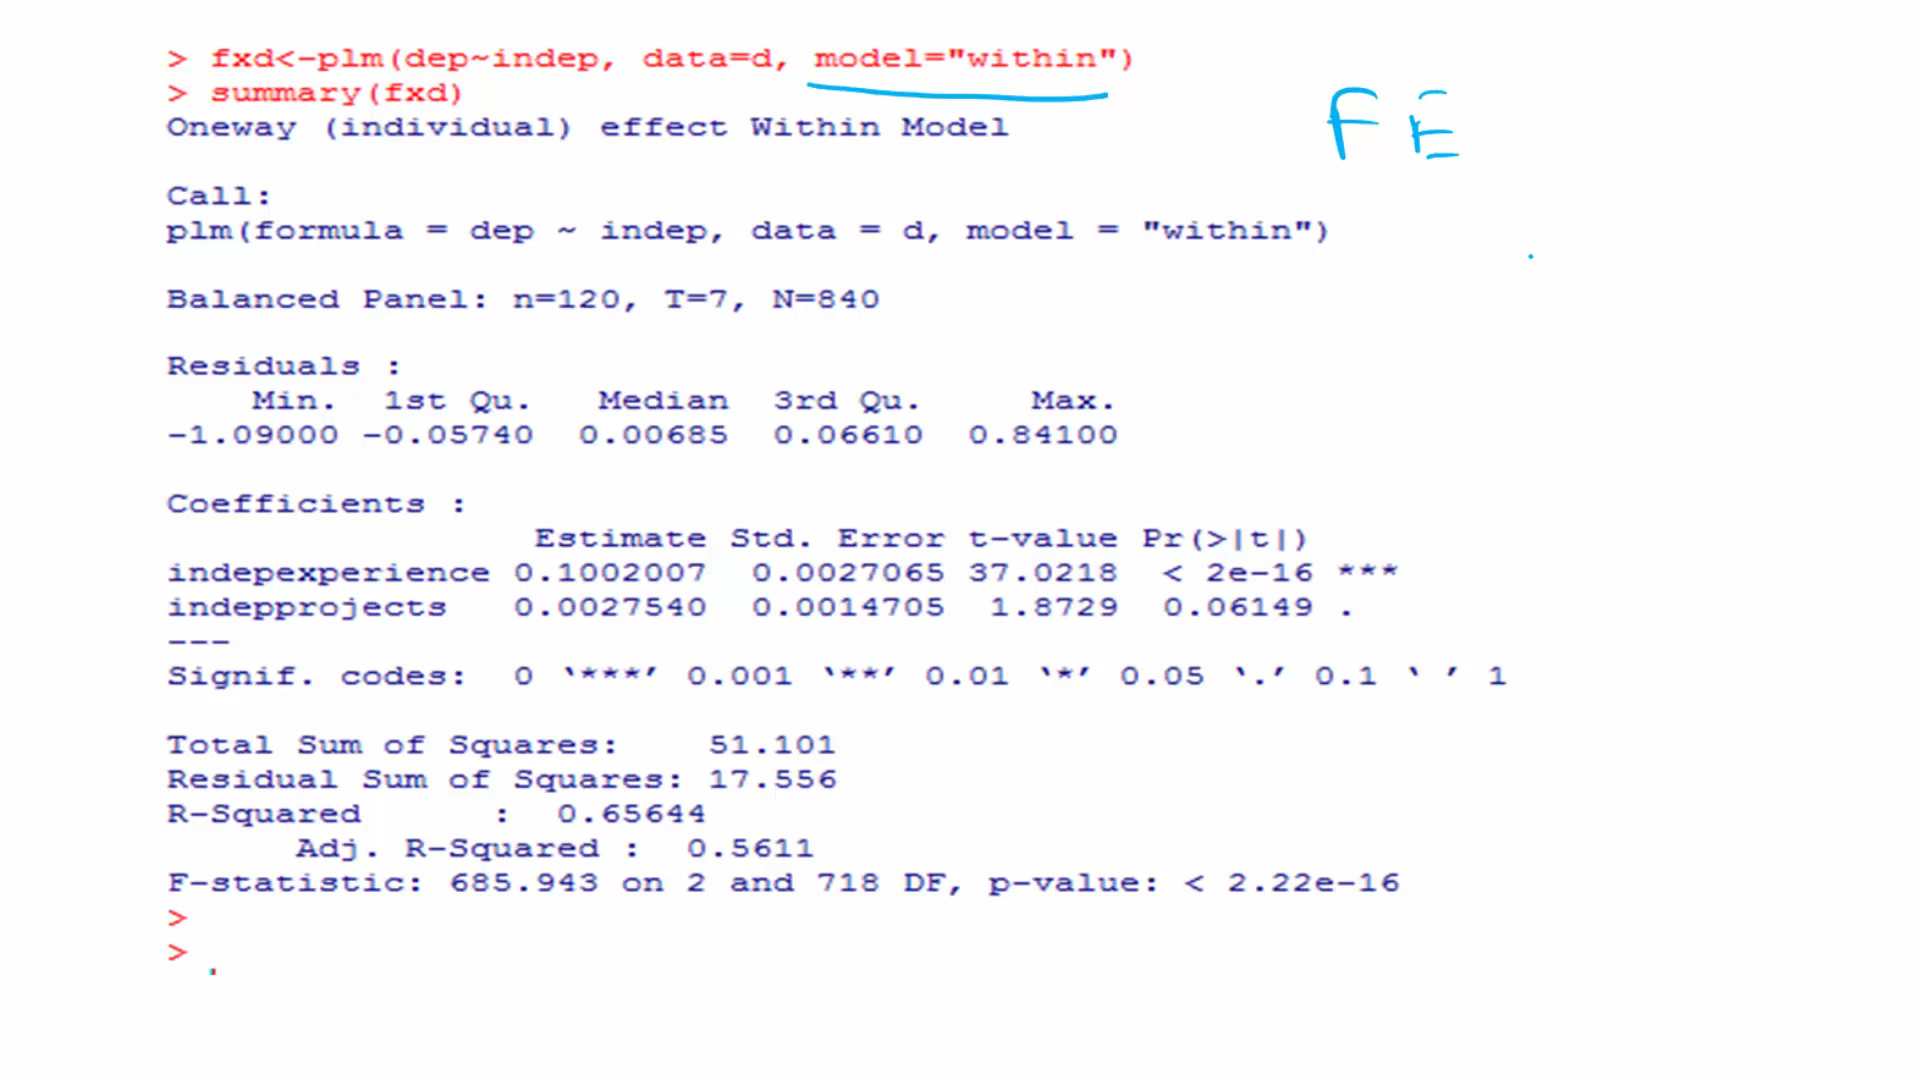 > fxd<-plm(dep~indep, data=d, model="within")
> summary(fxd)
Oneway (individual) effect Within Model
FE
Call:
plm(formula = dep ~ indep, data = d, model = "within")
Balanced Panel: n=120, T=7, N=840
Residuals :
Min. 1st Qu. Median 3rd Qu. Max.
-1.09000 -0.05740 0.00685 0.06610 0.84100
Coefficients :
Estimate Std. Error t-value Pr(>|t|)
indepexperience 0.1002007 0.0027065 37.0218 < 2e-16 ***
indepprojects 0.0027540 0.0014705 1.8729 0.06149 .
---
Signif. codes: 0 ‘***’ 0.001 ‘**’ 0.01 ‘*’ 0.05 ‘.’ 0.1 ‘ ’ 1
Total Sum of Squares: 51.101
Residual Sum of Squares: 17.556
R-Squared : 0.65644
Adj. R-Squared : 0.5611
F-statistic: 685.943 on 2 and 718 DF, p-value: < 2.22e-16
>
>